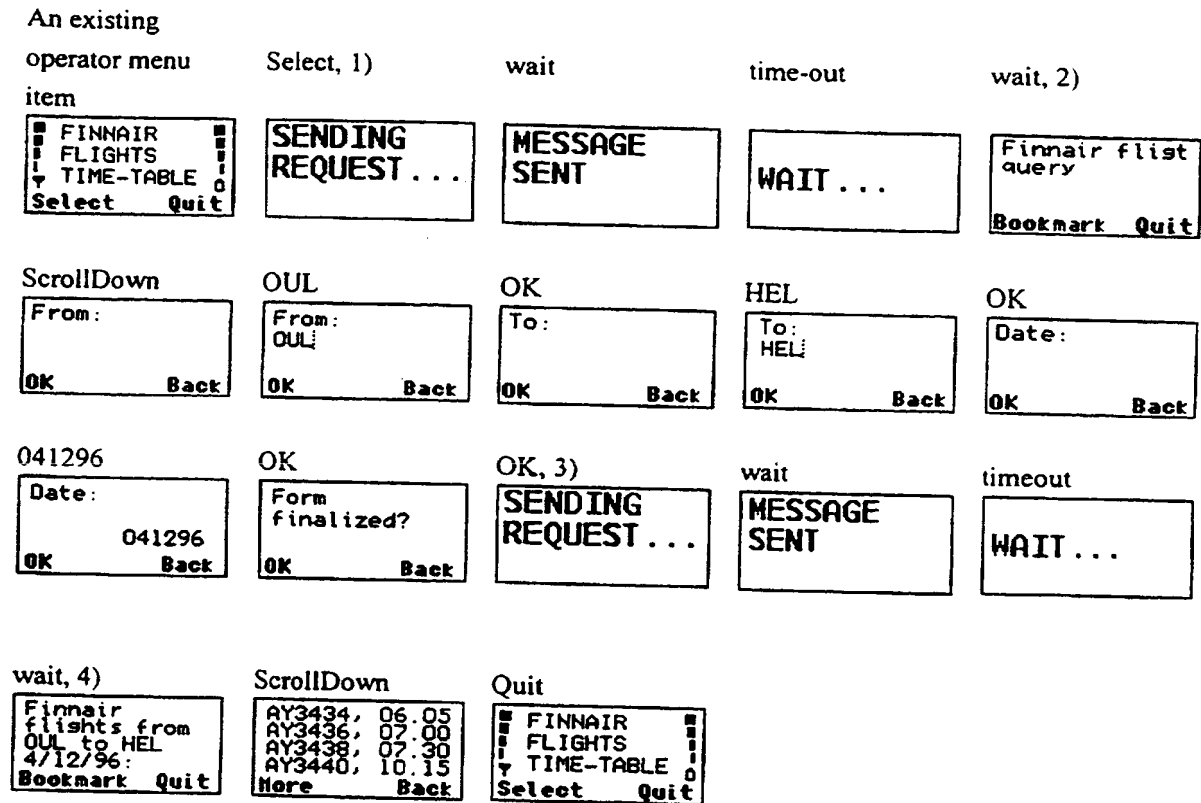 An existing
operator menu
item
Select, 1)
wait
time-out
wait, 2)
FINNAIR
FLIGHTS
TIME-TABLE
Select Quit
SENDING
REQUEST...
MESSAGE
SENT
WAIT...
Finnair flist
query
Bookmark Quit
ScrollDown
OUL
OK
HEL
OK
From:
OK Back
From:
OUL
OK Back
To:
OK Back
To:
HEL
OK Back
Date:
OK Back
041296
OK
OK, 3)
wait
timeout
Date:
041296
OK Back
Form
finalized?
OK Back
SENDING
REQUEST...
MESSAGE
SENT
WAIT...
wait, 4)
ScrollDown
Quit
Finnair
flights from
OUL to HEL
4/12/96:
Bookmark Quit
AY3434, 06.05
AY3436, 07.00
AY3438, 07.30
AY3440, 10.15
More Back
FINNAIR
FLIGHTS
TIME-TABLE
Select Quit